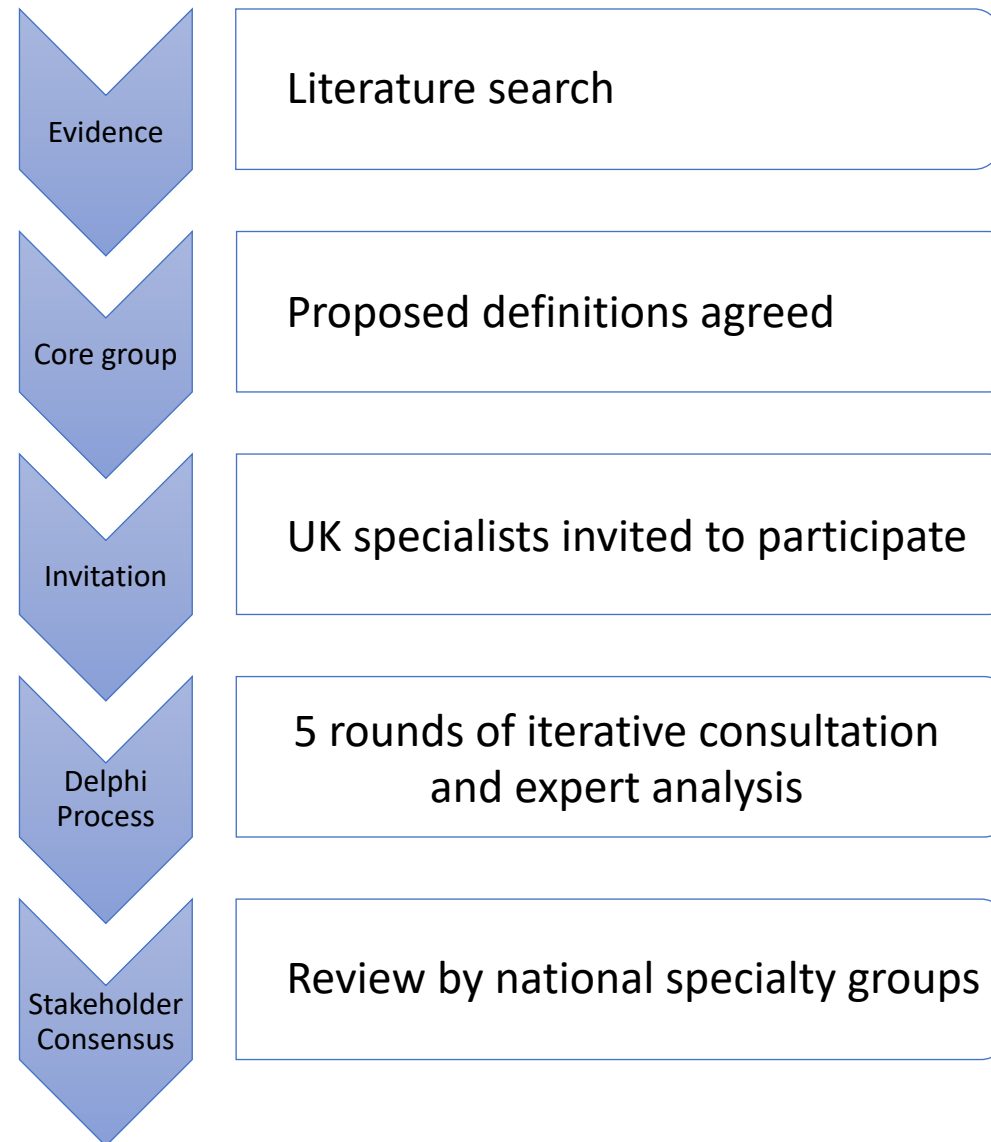 Evidence
Literature search
Core group
Proposed definitions agreed
Invitation
UK specialists invited to participate
Delphi
Process
5 rounds of iterative consultation
and expert analysis
Stakeholder
Consensus
Review by national specialty groups